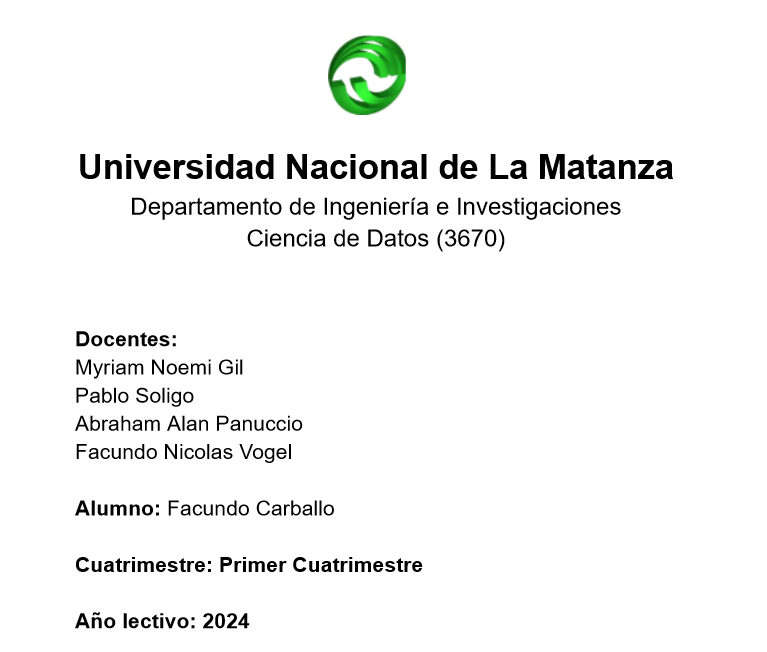 Universidad Nacional de La Matanza
Departamento de Ingeniería e Investigaciones
Ciencia de Datos (3670)
Docentes:
Myriam Noemi Gil
Pablo Soligo
Abraham Alan Panuccio
Facundo Nicolas Vogel
Alumno: Facundo Carballo
Cuatrimestre: Primer Cuatrimestre
Año lectivo: 2024